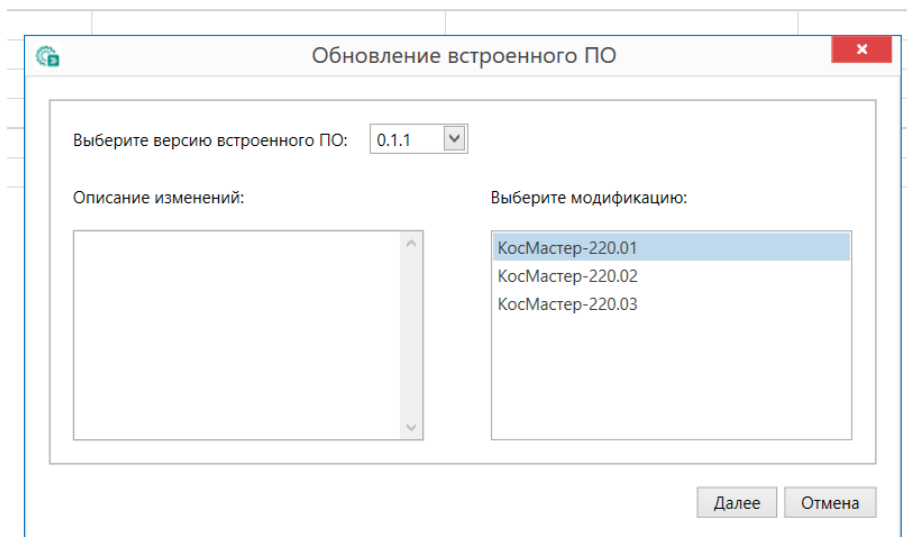 Обновление встроенного ПО
Выберите версию встроенного ПО: 0.1.1
Описание изменений:
Выберите модификацию:
КосМастер-220.01
КосМастер-220.02
КосМастер-220.03
Далее
Отмена